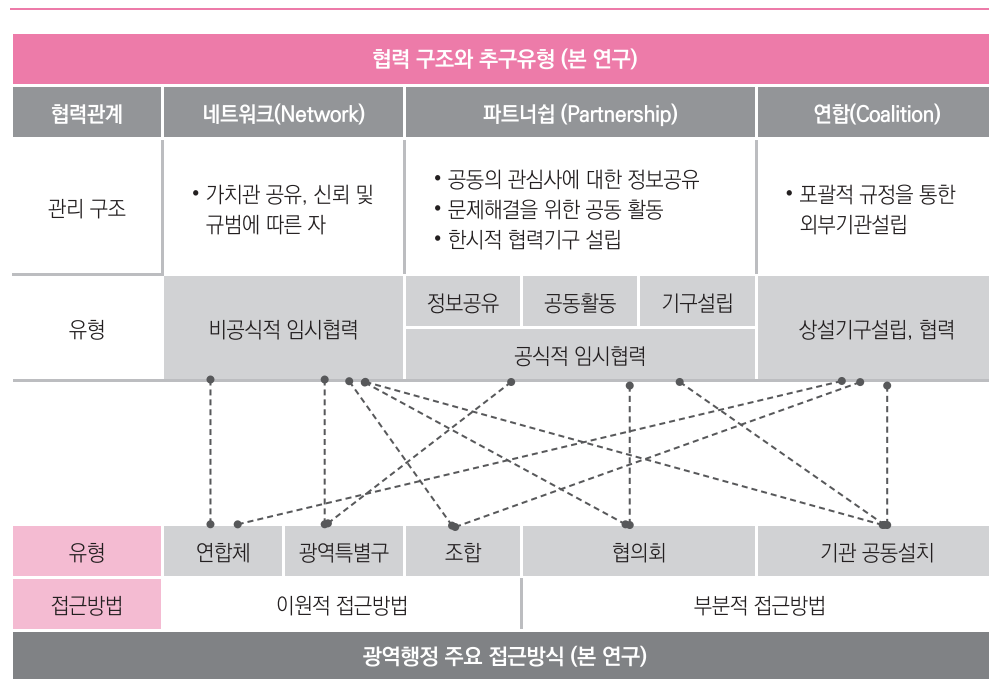 협력 구조와 추구유형 (본 연구)
협력관계
네트워크(Network)
파트너쉽 (Partnership)
연합(Coalition)
관리 구조
• 가치관 공유, 신뢰 및
규범에 따른 자
• 공동의 관심사에 대한 정보공유
• 문제해결을 위한 공동 활동
• 한시적 협력기구 설립
• 포괄적 규정을 통한
외부기관설립
유형
비공식적 임시협력
정보공유
공동활동
기구설립
공식적 임시협력
상설기구설립, 협력
유형
연합체
광역특별구
조합
협의회
기관 공동설치
접근방법
이원적 접근방법
부분적 접근방법
광역행정 주요 접근방식 (본 연구)